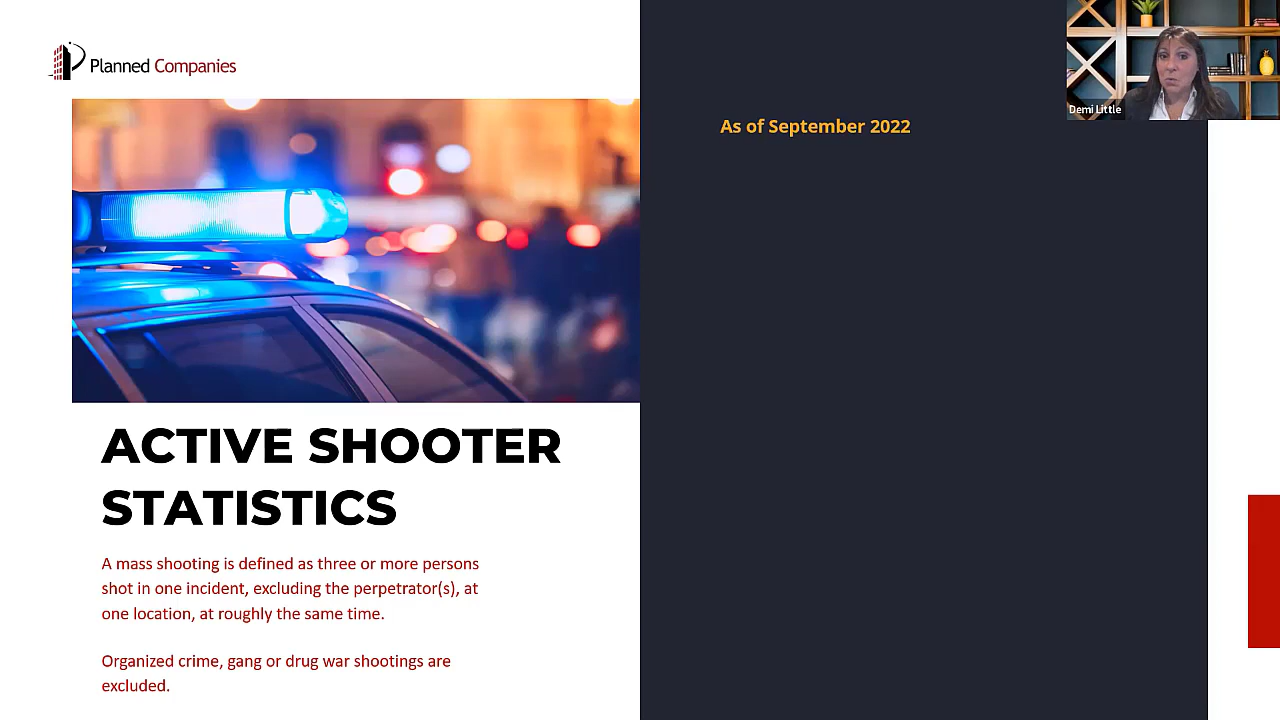 Planned Companies
As of September 2022
Demi Little
ACTIVE SHOOTER
STATISTICS
A mass shooting is defined as three or more persons
shot in one incident, excluding the perpetrator(s), at
one location, at roughly the same time.
Organized crime, gang or drug war shootings are
excluded.